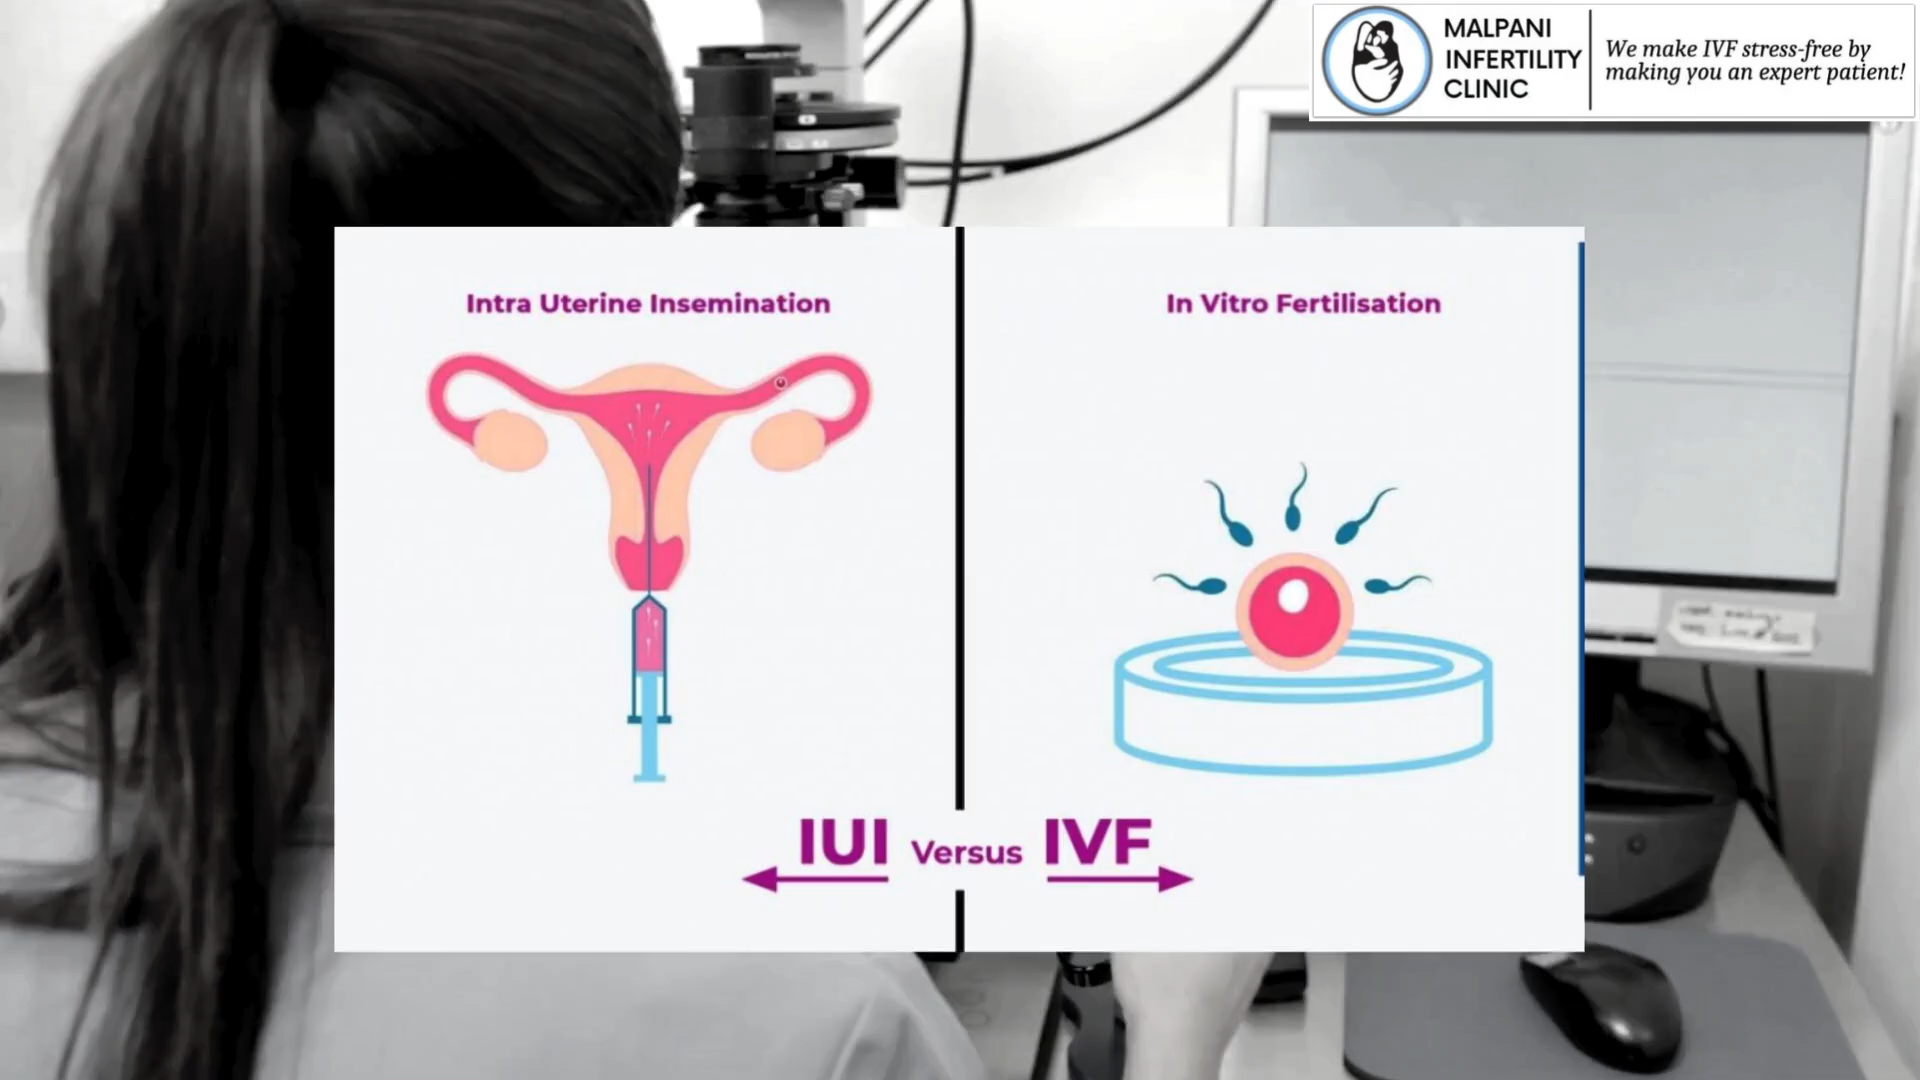 MALPANI
INFERTILITY
CLINIC
We make IVF stress-free by
making you an expert patient!
Intra Uterine Insemination
In Vitro Fertilisation
IUI Versus IVF